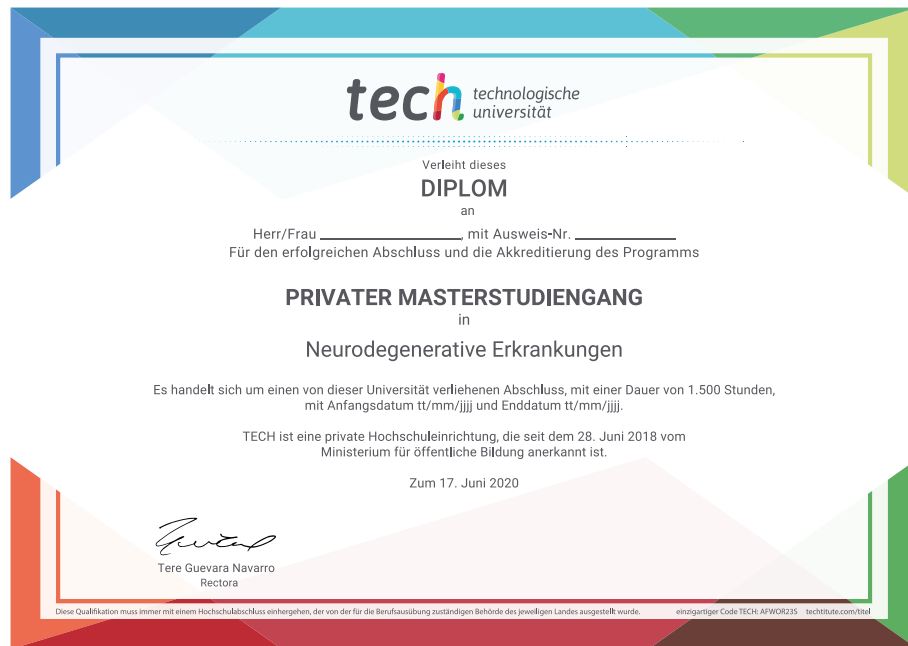 tech technologische
universität
Verleiht dieses
DIPLOM
an
Herr/Frau ____________________, mit Ausweis-Nr. ______________
Für den erfolgreichen Abschluss und die Akkreditierung des Programms
PRIVATER MASTERSTUDIENGANG
in
Neurodegenerative Erkrankungen
Es handelt sich um einen von dieser Universität verliehenen Abschluss, mit einer Dauer von 1.500 Stunden,
mit Anfangsdatum tt/mm/jjjj und Enddatum tt/mm/jjjj.
TECH ist eine private Hochschuleinrichtung, die seit dem 28. Juni 2018 vom
Ministerium für öffentliche Bildung anerkannt ist.
Zum 17. Juni 2020
Tere Guevara Navarro
Rectora
Diese Qualifikation muss immer mit einem Hochschulabschluss einhergehen, der von der für die Berufsausübung zuständigen Behörde des jeweiligen Landes ausgestellt wurde. einzigartiger Code TECH: AFWOR23S techtitute.com/titel